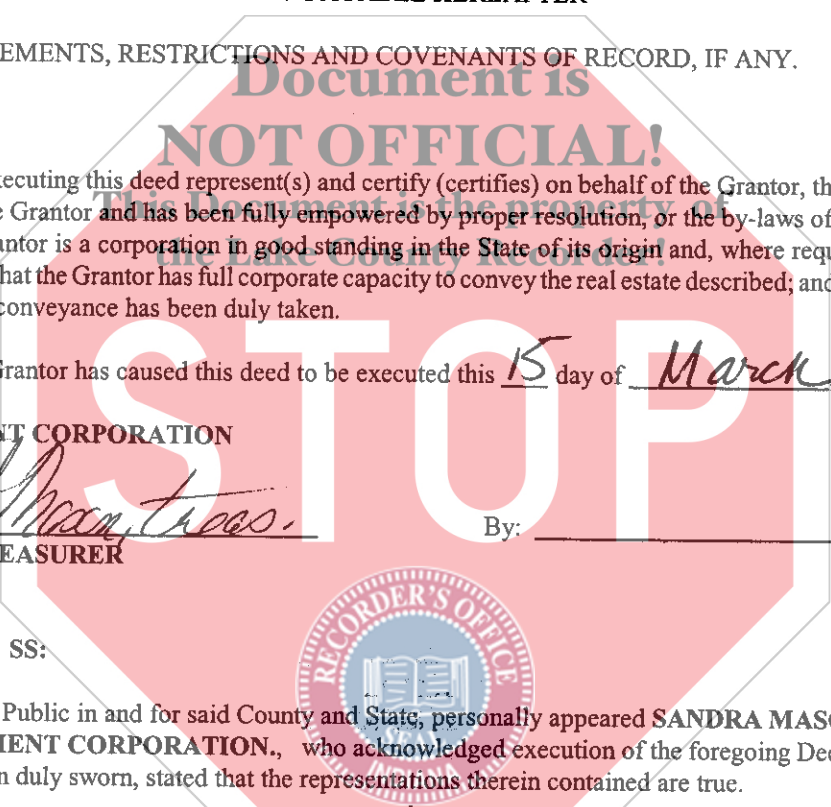 EMENTS, RESTRICTIONS AND COVENANTS OF RECORD, IF ANY.
Document is
NOT OFFICIAL!
This Document is the property of
the Lake County Recorder!
xecuting this deed represent(s) and certify (certifies) on behalf of the Grantor, th
e Grantor and has been fully empowered by proper resolution, or the by-laws of
antor is a corporation in good standing in the State of its origin and, where requ
hat the Grantor has full corporate capacity to convey the real estate described; and
conveyance has been duly taken.
Grantor has caused this deed to be executed this 15 day of March
STOP
NT CORPORATION
Mason, Treas.
By:
EASURER
RECORDER'S OFFICE
SS:
Public in and for said County and State, personally appeared SANDRA MASO
MENT CORPORATION., who acknowledged execution of the foregoing Dee
n duly sworn, stated that the representations therein contained are true.